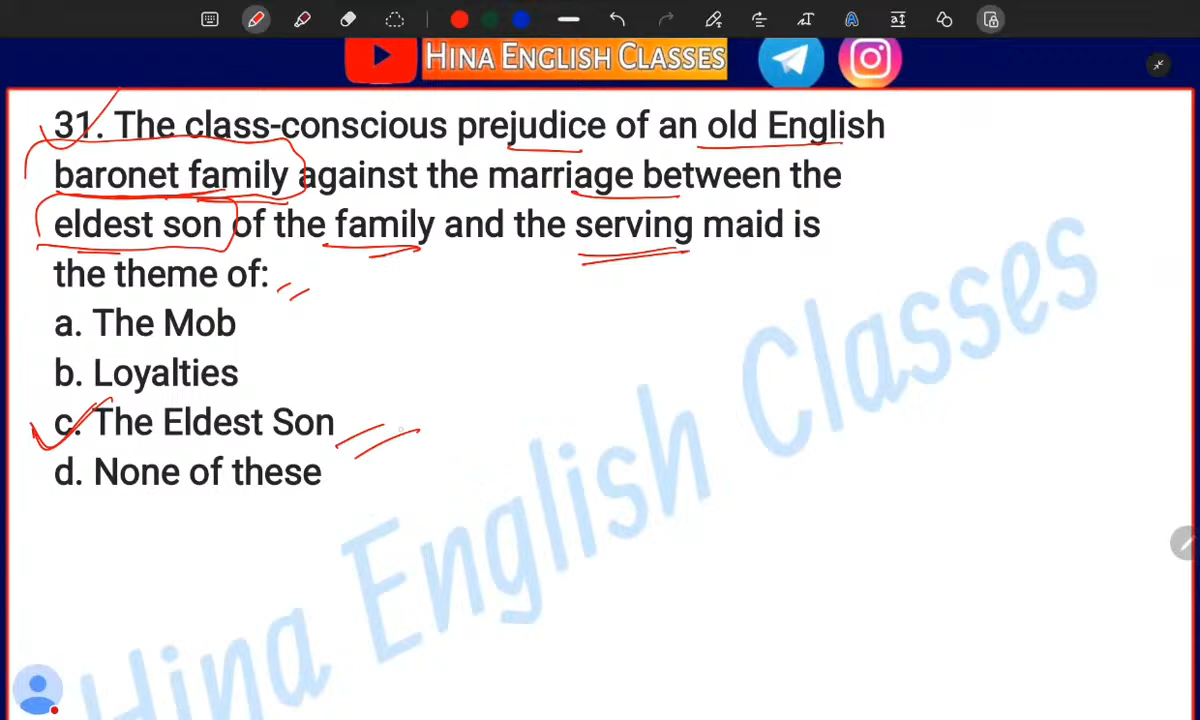 HINA ENGLISH CLASSES
31. The class-conscious prejudice of an old English
baronet family against the marriage between the
eldest son of the family and the serving maid is
the theme of:
a. The Mob
b. Loyalties
c. The Eldest Son
d. None of these
Hina English Classes